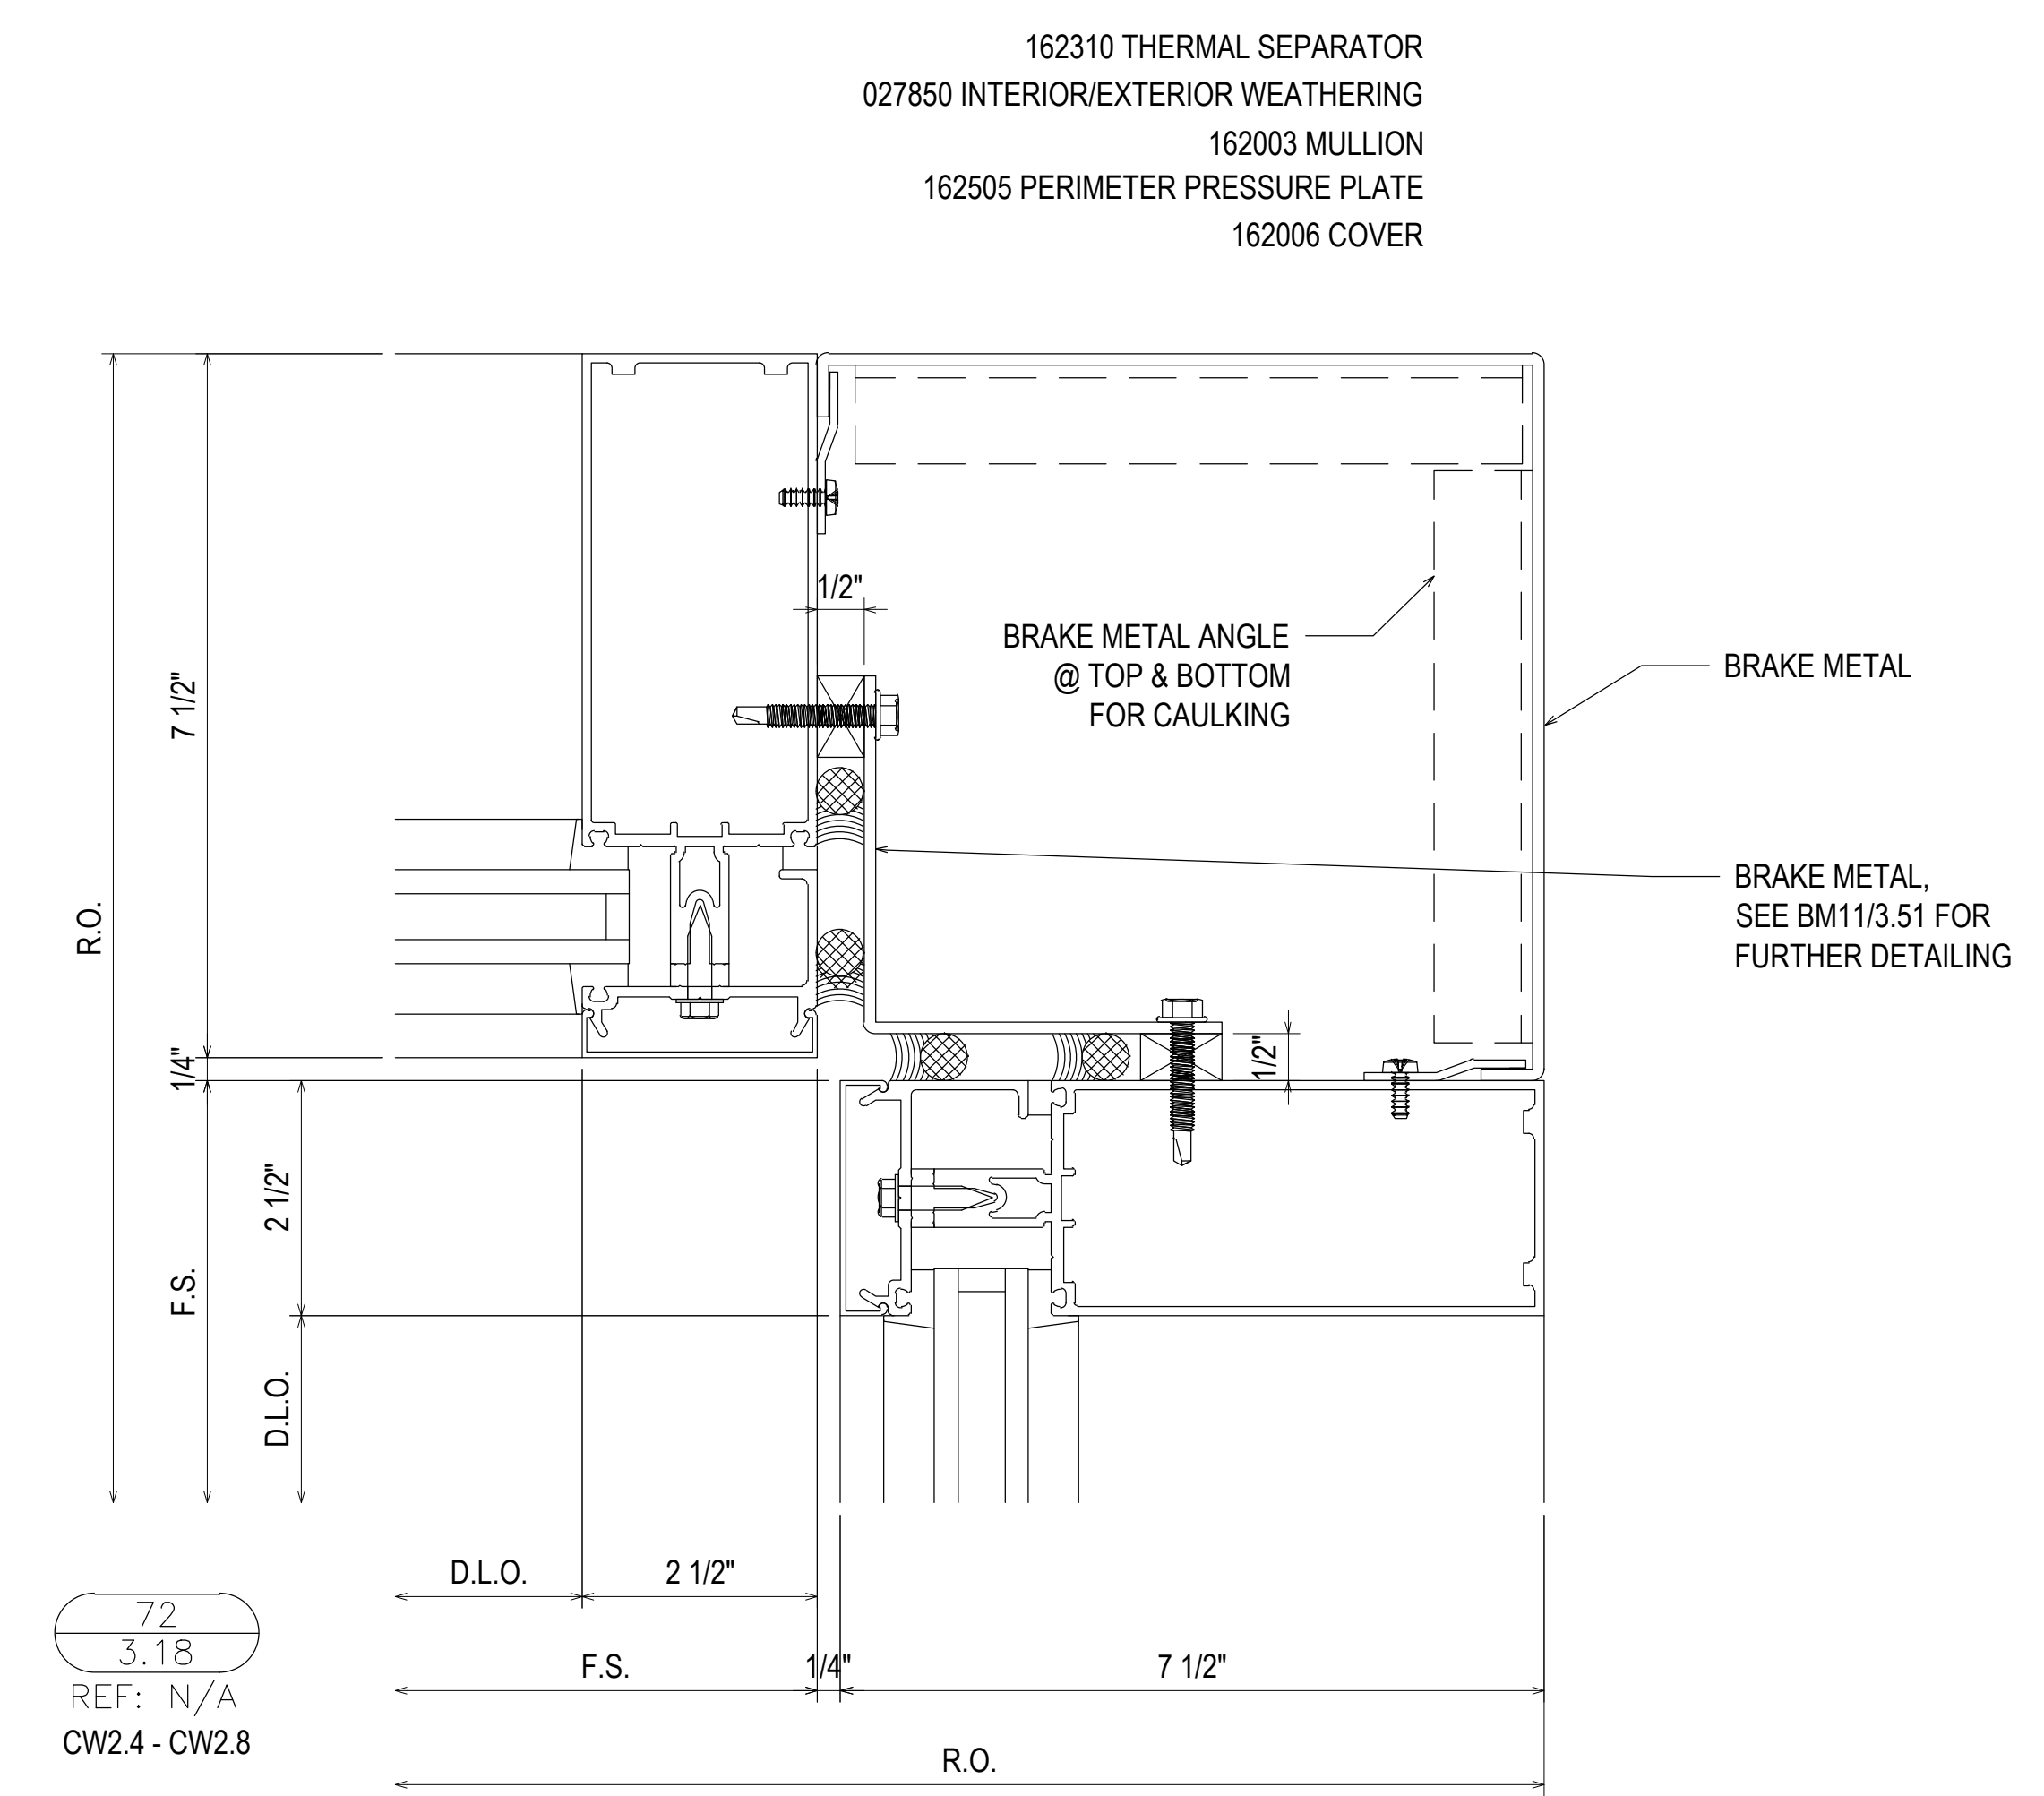 162310 THERMAL SEPARATOR
027850 INTERIOR/EXTERIOR WEATHERING
162003 MULLION
162505 PERIMETER PRESSURE PLATE
162006 COVER
1/2"
BRAKE METAL ANGLE
@ TOP & BOTTOM
FOR CAULKING
BRAKE METAL
7 1/2"
R.O.
BRAKE METAL,
SEE BM11/3.51 FOR
FURTHER DETAILING
1/4"
1/2"
2 1/2"
F.S.
D.L.O.
D.L.O.
2 1/2"
F.S.
1/4"
7 1/2"
R.O.
72
3.18
REF: N/A
CW2.4 - CW2.8